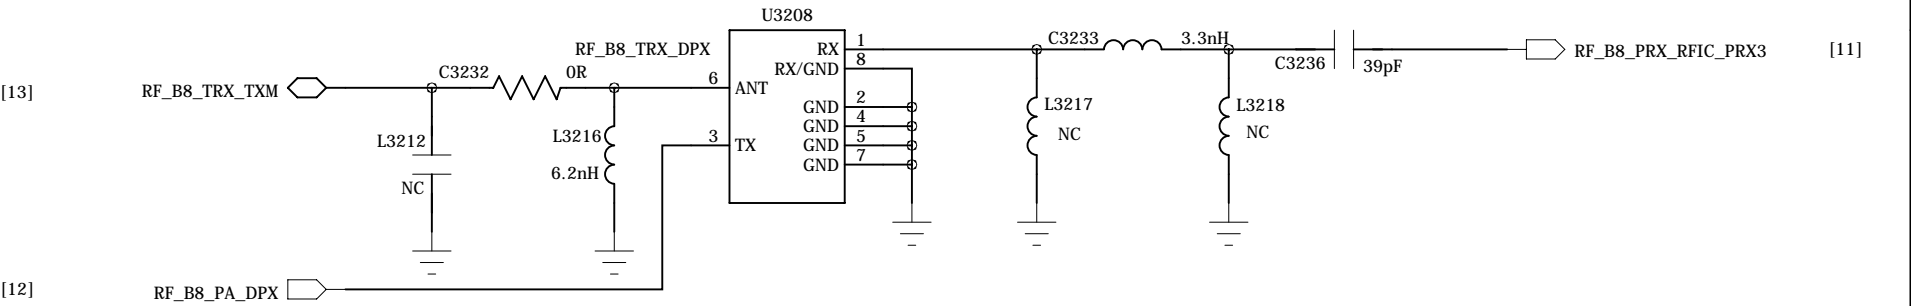 U3208
RF_B8_TRX_DPX
RX
1
C3233
3.3nH
RF_B8_PRX_RFIC_PRX3
[11]
RX/GND
8
C3236
39pF
[13]
RF_B8_TRX_TXM
C3232
0R
6
ANT
GND
2
L3217
NC
L3218
NC
GND
4
L3212
NC
L3216
6.2nH
3
TX
GND
5
GND
7
[12]
RF_B8_PA_DPX